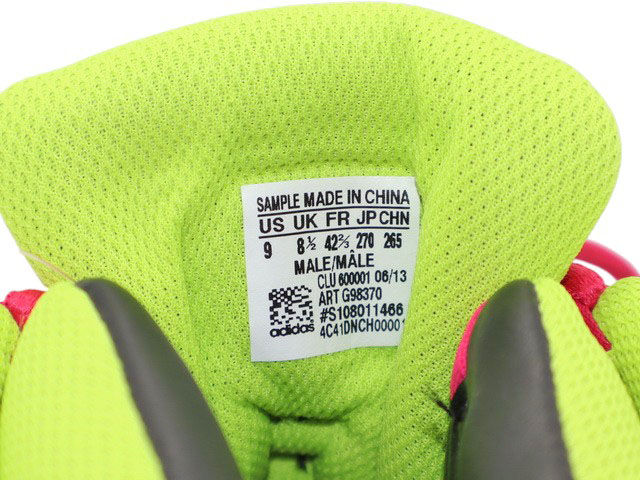 SAMPLE MADE IN CHINA
US UK FR JP CHN
9 8½ 42⅔ 270 265
MALE/MÂLE
CLU 600001 06/13
ART G98370
#S108011466
adidas 4C41DNCH00001